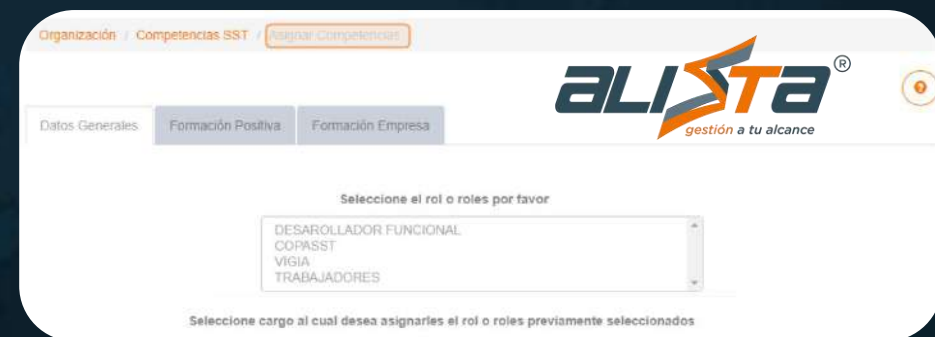 Organización / Competencias SST / Asignar Competencias
ALISTA®
gestión a tu alcance
Datos Generales Formación Positiva Formación Empresa
Seleccione el rol o roles por favor
DESAROLLADOR FUNCIONAL
COPASST
VIGIA
TRABAJADORES
Seleccione cargo al cual desea asignarles el rol o roles previamente seleccionados